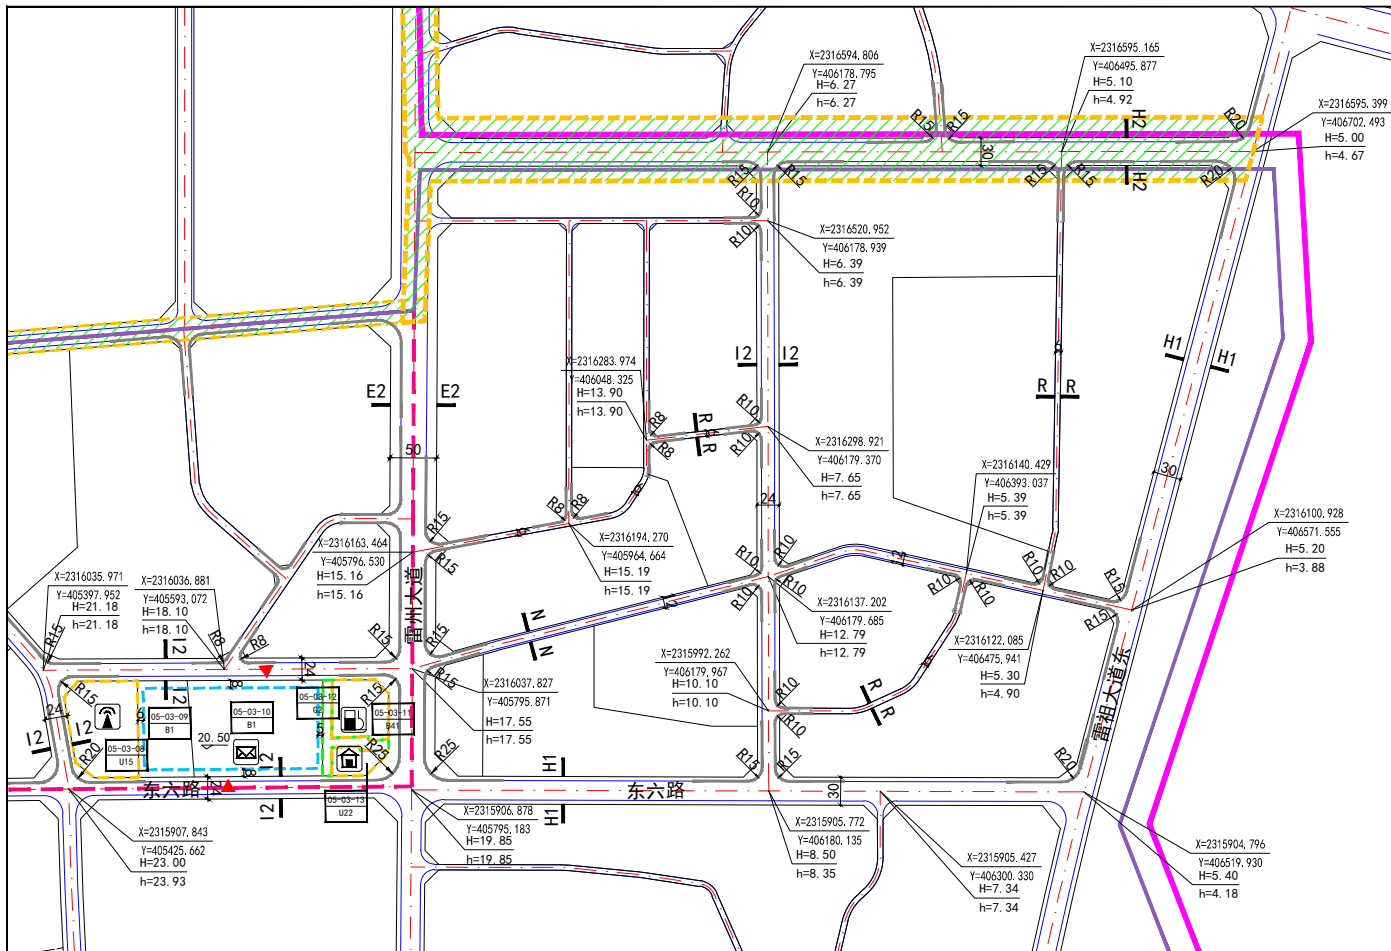 X=2316594.806
Y=406178.795
H=6.27
h=6.27
X=2316595.165
Y=406495.877
H=5.10
h=4.92
X=2316595.399
Y=406702.493
H=5.00
h=4.67
R15
R15
H2
R20
30
R15
R15
R15
R15
H2
R20
R10
R10
X=2316520.952
Y=406178.939
H=6.39
h=6.39
X=2316283.974
Y=406048.325
H=13.90
h=13.90
I2
I2
H1
H1
E2
E2
R
R
R8
R8
R
R
R10
R10
50
X=2316298.921
Y=406179.370
H=7.65
h=7.65
X=2316140.429
Y=406393.037
H=5.39
h=5.39
30
24
R8
R8
X=2316194.270
Y=405964.664
H=15.19
h=15.19
R15
R15
X=2316163.464
Y=405796.530
H=15.16
h=15.16
X=2316100.928
Y=406571.555
H=5.20
h=3.88
R10
R10
R10
R10
12
12
R10
R10
R10
R10
R15
R15
X=2316035.971
Y=405397.952
H=21.18
h=21.18
X=2316036.881
Y=405593.072
H=18.10
h=18.10
雷州大道
N
N
X=2316137.202
Y=406179.685
H=12.79
h=12.79
X=2316122.085
Y=406475.941
H=5.30
h=4.90
R15
I2
R8
R8
24
R15
R15
R15
X=2315992.262
Y=406179.967
H=10.10
h=10.10
雷祖大道东
X=2316037.827
Y=405795.871
H=17.55
h=17.55
R
R
R10
R10
R15
8
I2
R15
24
I2
I2
05-03-09
B1
05-03-10
B1
05-03-12
G2
05-03-11
B41
05-03-08
U15
20.50
R20
8
I2
R25
R25
H1
R15
R15
R20
东六路
24
I2
05-03-13
U22
H1
东六路
30
X=2315907.843
Y=405425.662
H=23.00
h=23.93
X=2315906.878
Y=405795.183
H=19.85
h=19.85
X=2315905.772
Y=406180.135
H=8.50
h=8.35
X=2315905.427
Y=406300.330
H=7.34
h=7.34
X=2315904.796
Y=406519.930
H=5.40
h=4.18